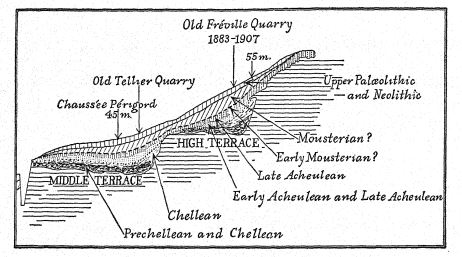 Old Fréville Quarry
1883-1907
55 m.
Old Tellier Quarry
Chaussée Périgord
45 m.
Upper Palæolithic
and Neolithic
Mousterian?
HIGH TERRACE
Early Mousterian?
Late Acheulean
MIDDLE TERRACE
Early Acheulean and Late Acheulean
Chellean
Prechellean and Chellean